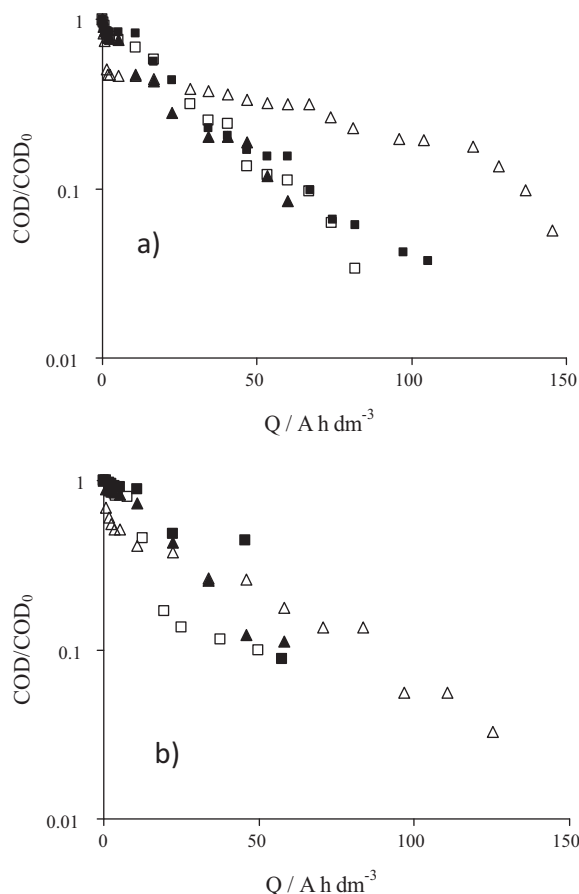 1
0.1
0.01
COD/COD₀
a)
0 50 100 150
Q / A h dm⁻³
1
0.1
0.01
COD/COD₀
b)
0 50 100 150
Q / A h dm⁻³